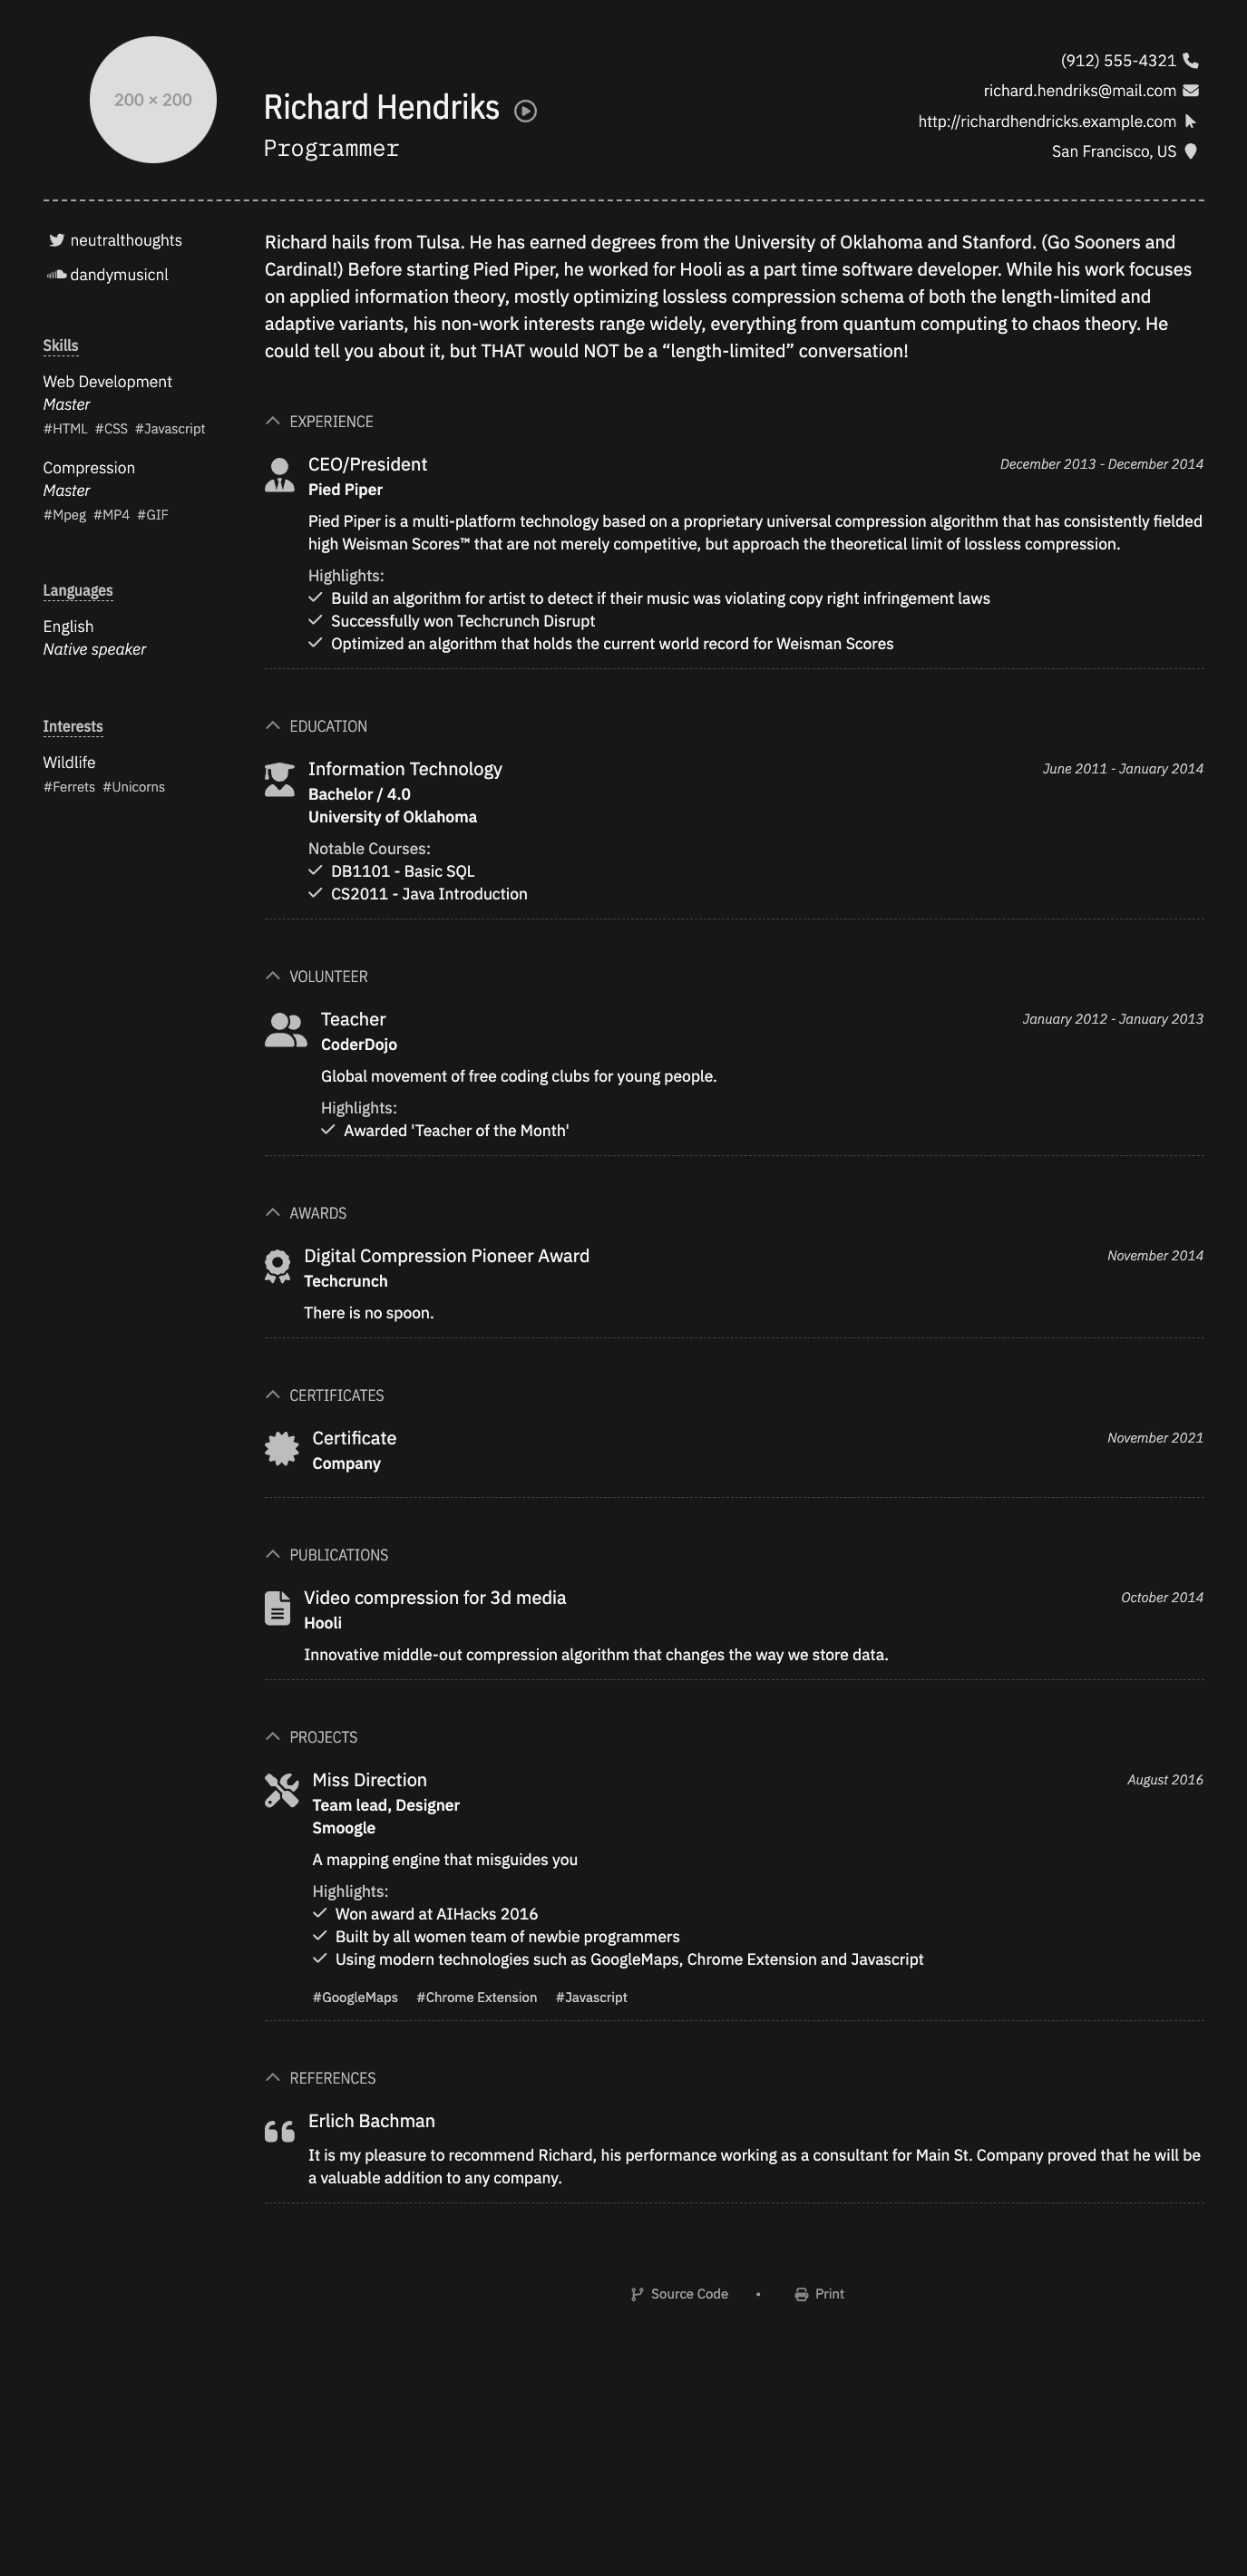 200 × 200
Richard Hendriks
Programmer
(912) 555-4321
richard.hendriks@mail.com
http://richardhendricks.example.com
San Francisco, US
neutralthoughts
dandymusicnl
Skills
Web Development
Master
#HTML #CSS #Javascript
Compression
Master
#Mpeg #MP4 #GIF
Languages
English
Native speaker
Interests
Wildlife
#Ferrets #Unicorns
Richard hails from Tulsa. He has earned degrees from the University of Oklahoma and Stanford. (Go Sooners and
Cardinal!) Before starting Pied Piper, he worked for Hooli as a part time software developer. While his work focuses
on applied information theory, mostly optimizing lossless compression schema of both the length-limited and
adaptive variants, his non-work interests range widely, everything from quantum computing to chaos theory. He
could tell you about it, but THAT would NOT be a “length-limited” conversation!
EXPERIENCE
CEO/President
December 2013 - December 2014
Pied Piper
Pied Piper is a multi-platform technology based on a proprietary universal compression algorithm that has consistently fielded
high Weisman Scores™ that are not merely competitive, but approach the theoretical limit of lossless compression.
Highlights:
Build an algorithm for artist to detect if their music was violating copy right infringement laws
Successfully won Techcrunch Disrupt
Optimized an algorithm that holds the current world record for Weisman Scores
EDUCATION
Information Technology
June 2011 - January 2014
Bachelor / 4.0
University of Oklahoma
Notable Courses:
DB1101 - Basic SQL
CS2011 - Java Introduction
VOLUNTEER
Teacher
January 2012 - January 2013
CoderDojo
Global movement of free coding clubs for young people.
Highlights:
Awarded 'Teacher of the Month'
AWARDS
Digital Compression Pioneer Award
November 2014
Techcrunch
There is no spoon.
CERTIFICATES
Certificate
November 2021
Company
PUBLICATIONS
Video compression for 3d media
October 2014
Hooli
Innovative middle-out compression algorithm that changes the way we store data.
PROJECTS
Miss Direction
August 2016
Team lead, Designer
Smoogle
A mapping engine that misguides you
Highlights:
Won award at AIHacks 2016
Built by all women team of newbie programmers
Using modern technologies such as GoogleMaps, Chrome Extension and Javascript
#GoogleMaps #Chrome Extension #Javascript
REFERENCES
Erlich Bachman
It is my pleasure to recommend Richard, his performance working as a consultant for Main St. Company proved that he will be
a valuable addition to any company.
Source Code • Print